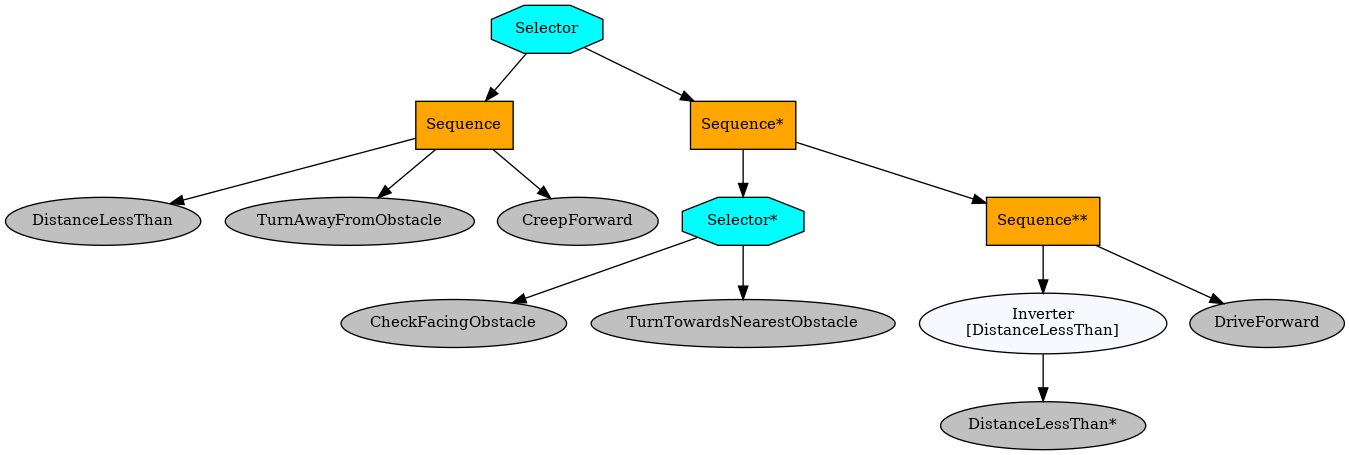 Selector
Sequence
Sequence*
DistanceLessThan
TurnAwayFromObstacle
CreepForward
Selector*
Sequence**
CheckFacingObstacle
TurnTowardsNearestObstacle
Inverter
[DistanceLessThan]
DriveForward
DistanceLessThan*